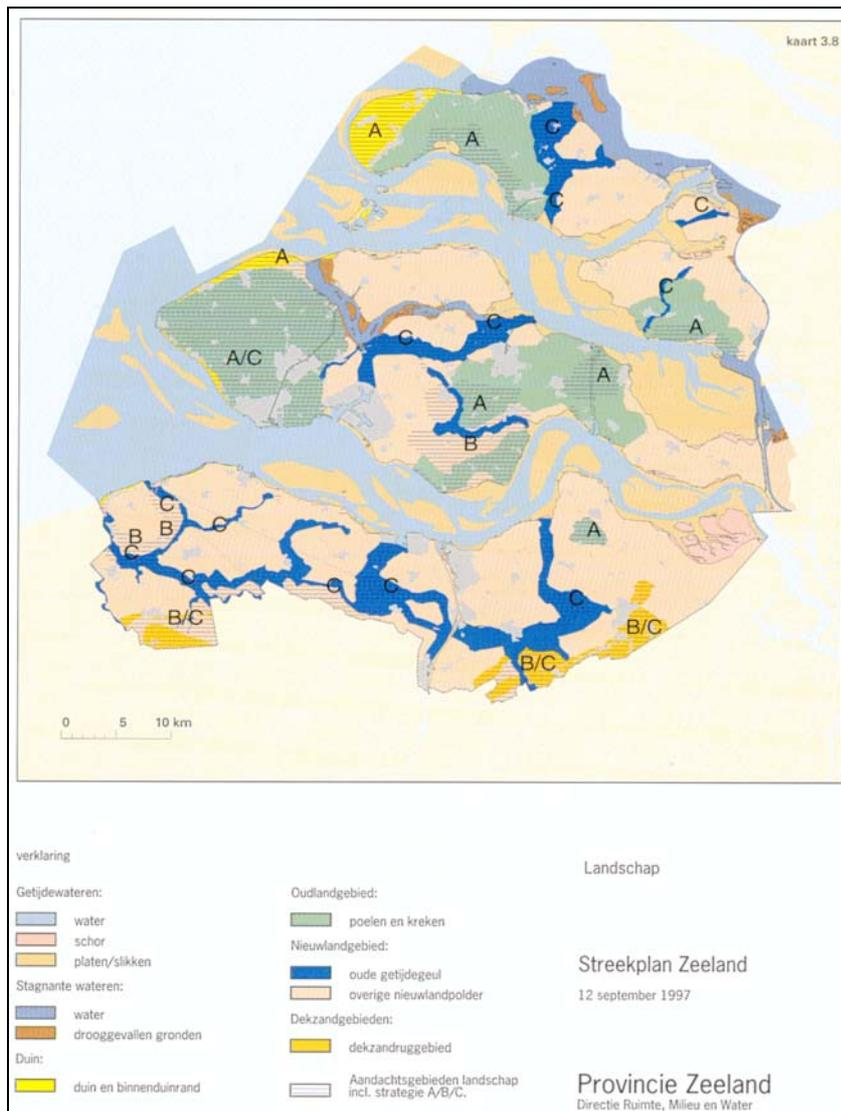 kaart 3.8
C
A
A
C
C
A
C
C
C
A
A/C
A
A
B
C
C
B
B
C
A
C
C
C
C
B/C
B/C
B/C
0 5 10 km
verklaring
Getijdewateren:
water
schor
platen/slikken
Stagnante wateren:
water
drooggevallen gronden
Duin:
duin en binnenduinrand
Oudlandgebied:
poelen en kreken
Nieuwlandgebied:
oude getijdegeul
overige nieuwlandpolder
Dekzandgebieden:
dekzandruggebied
Aandachtsgebieden landschap
incl. strategie A/B/C.
Landschap
Streekplan Zeeland
12 september 1997
Provincie Zeeland
Directie Ruimte, Milieu en Water